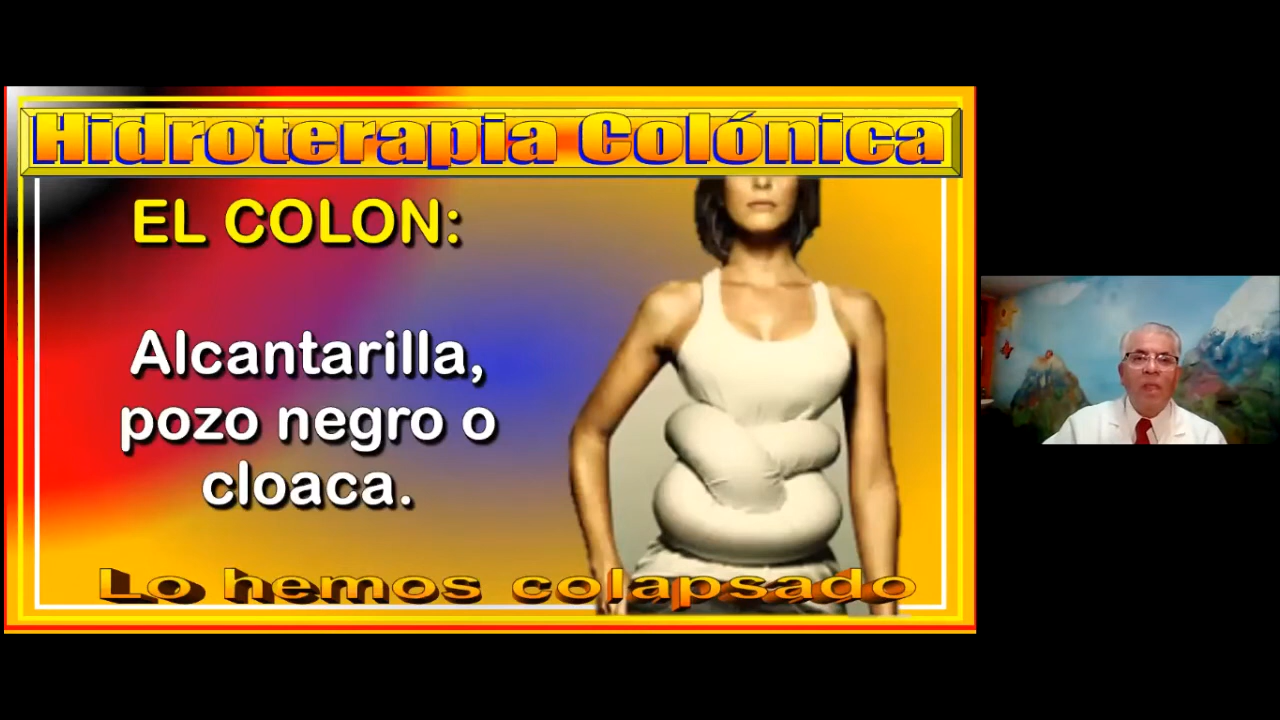 Hidroterapia Colónica
EL COLON:
Alcantarilla,
pozo negro o
cloaca.
Lo hemos colapsado